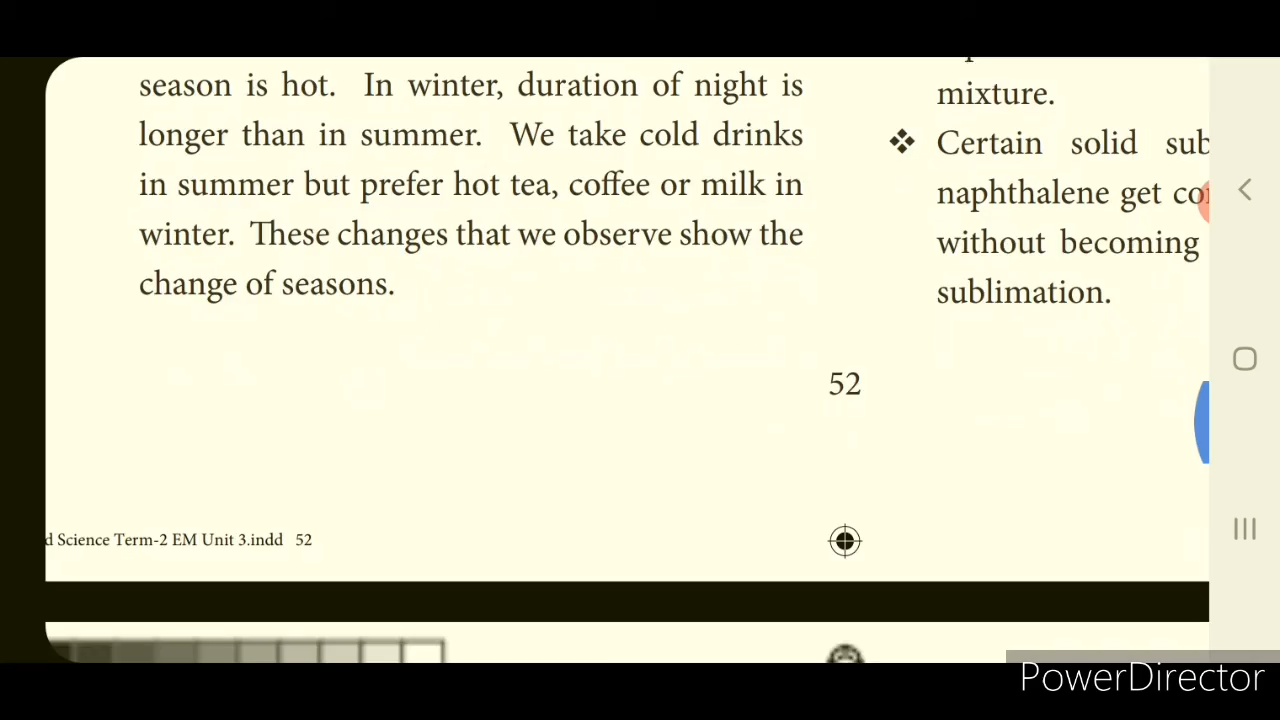 season is hot. In winter, duration of night is
longer than in summer. We take cold drinks
in summer but prefer hot tea, coffee or milk in
winter. These changes that we observe show the
change of seasons.
mixture.
❖ Certain solid
naphthalene get
without becoming
sublimation.
52
d Science Term-2 EM Unit 3.indd 52
PowerDirector